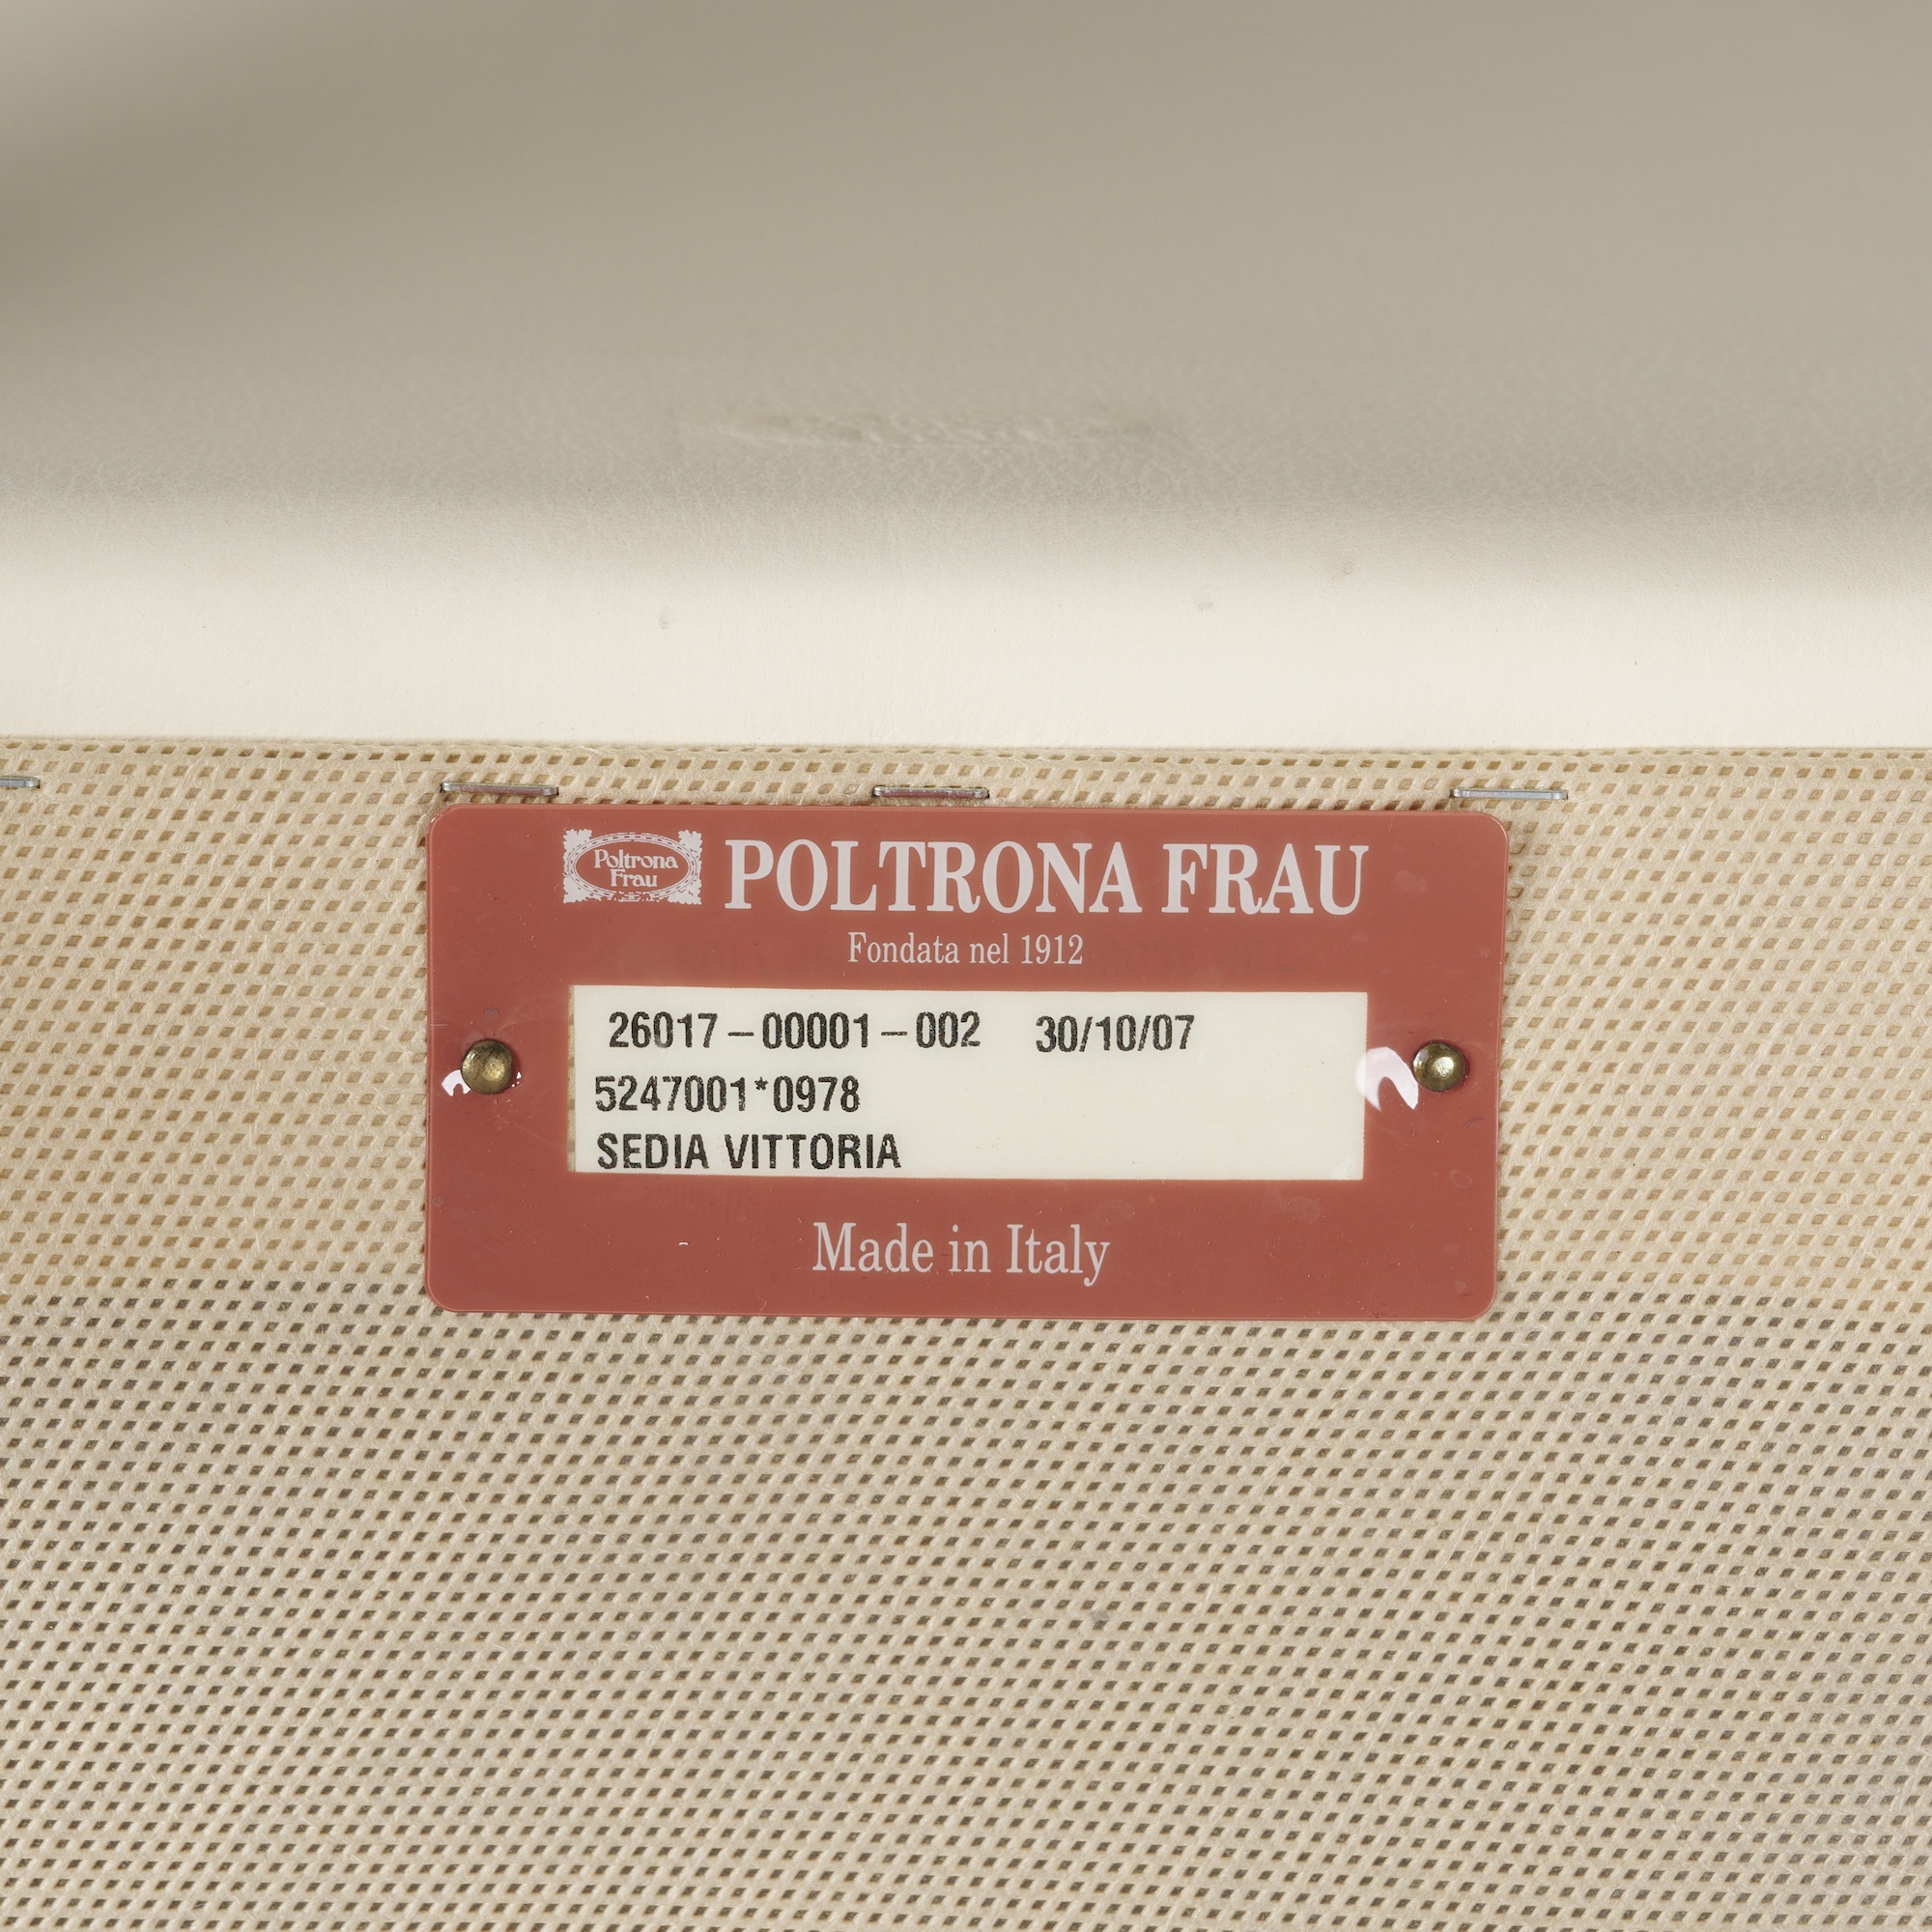 Poltrona
Frau
POLTRONA FRAU
Fondata nel 1912
26017-00001-002 30/10/07
5247001*0978
SEDIA VITTORIA
Made in Italy